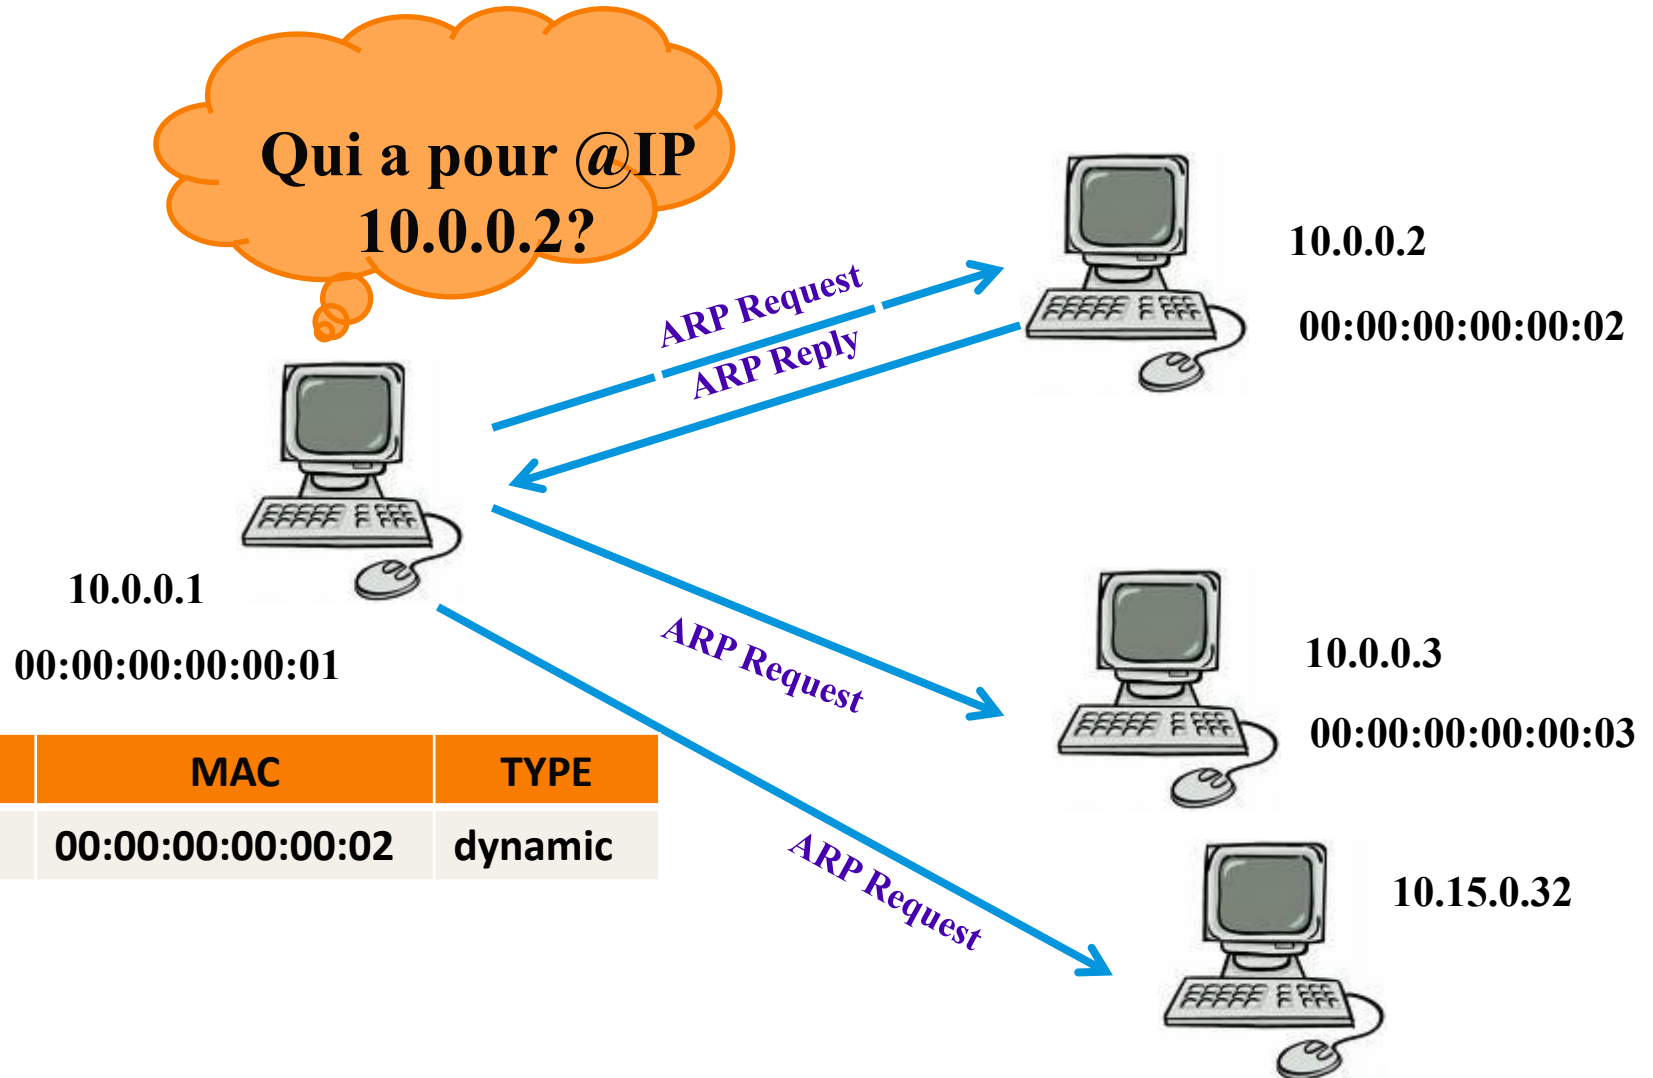 Qui a pour @IP
10.0.0.2?
10.0.0.2
00:00:00:00:00:02
ARP Request
ARP Reply
10.0.0.1
00:00:00:00:00:01
ARP Request
10.0.0.3
00:00:00:00:00:03
MAC TYPE
00:00:00:00:00:02 dynamic
ARP Request
10.15.0.32